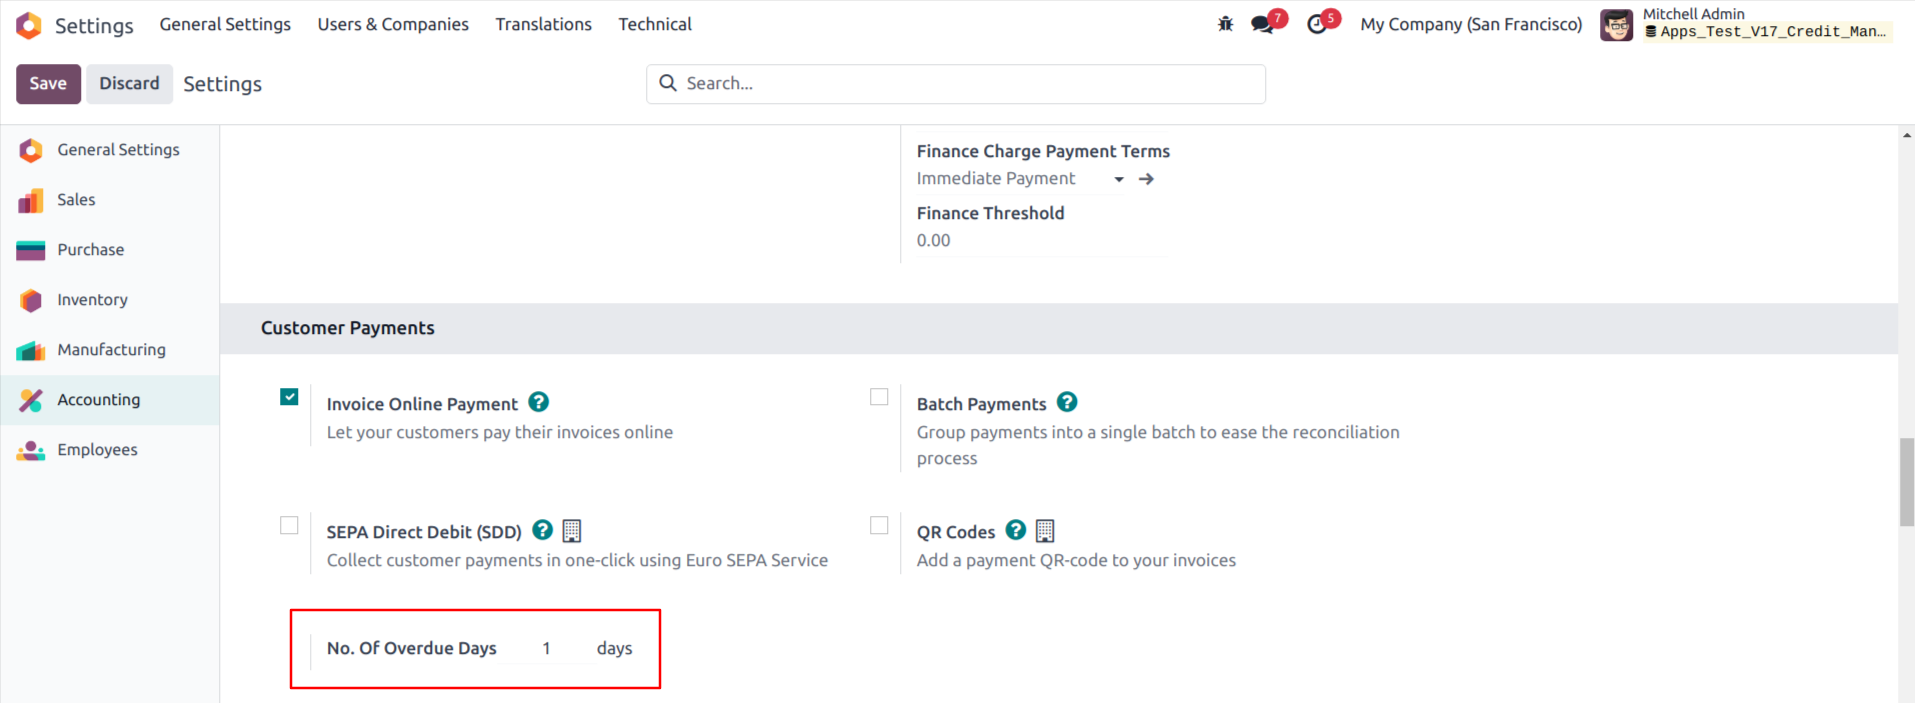 Settings General Settings Users & Companies Translations Technical 7 5 My Company (San Francisco) Mitchell Admin
Apps_Test_V17_Credit_Man...
Save Discard Settings Search...
General Settings
Sales
Purchase
Inventory
Manufacturing
Accounting
Employees
Finance Charge Payment Terms
Immediate Payment
Finance Threshold
0.00
Customer Payments
Invoice Online Payment ?
Let your customers pay their invoices online
Batch Payments ?
Group payments into a single batch to ease the reconciliation
process
SEPA Direct Debit (SDD) ?
Collect customer payments in one-click using Euro SEPA Service
QR Codes ?
Add a payment QR-code to your invoices
No. Of Overdue Days 1 days